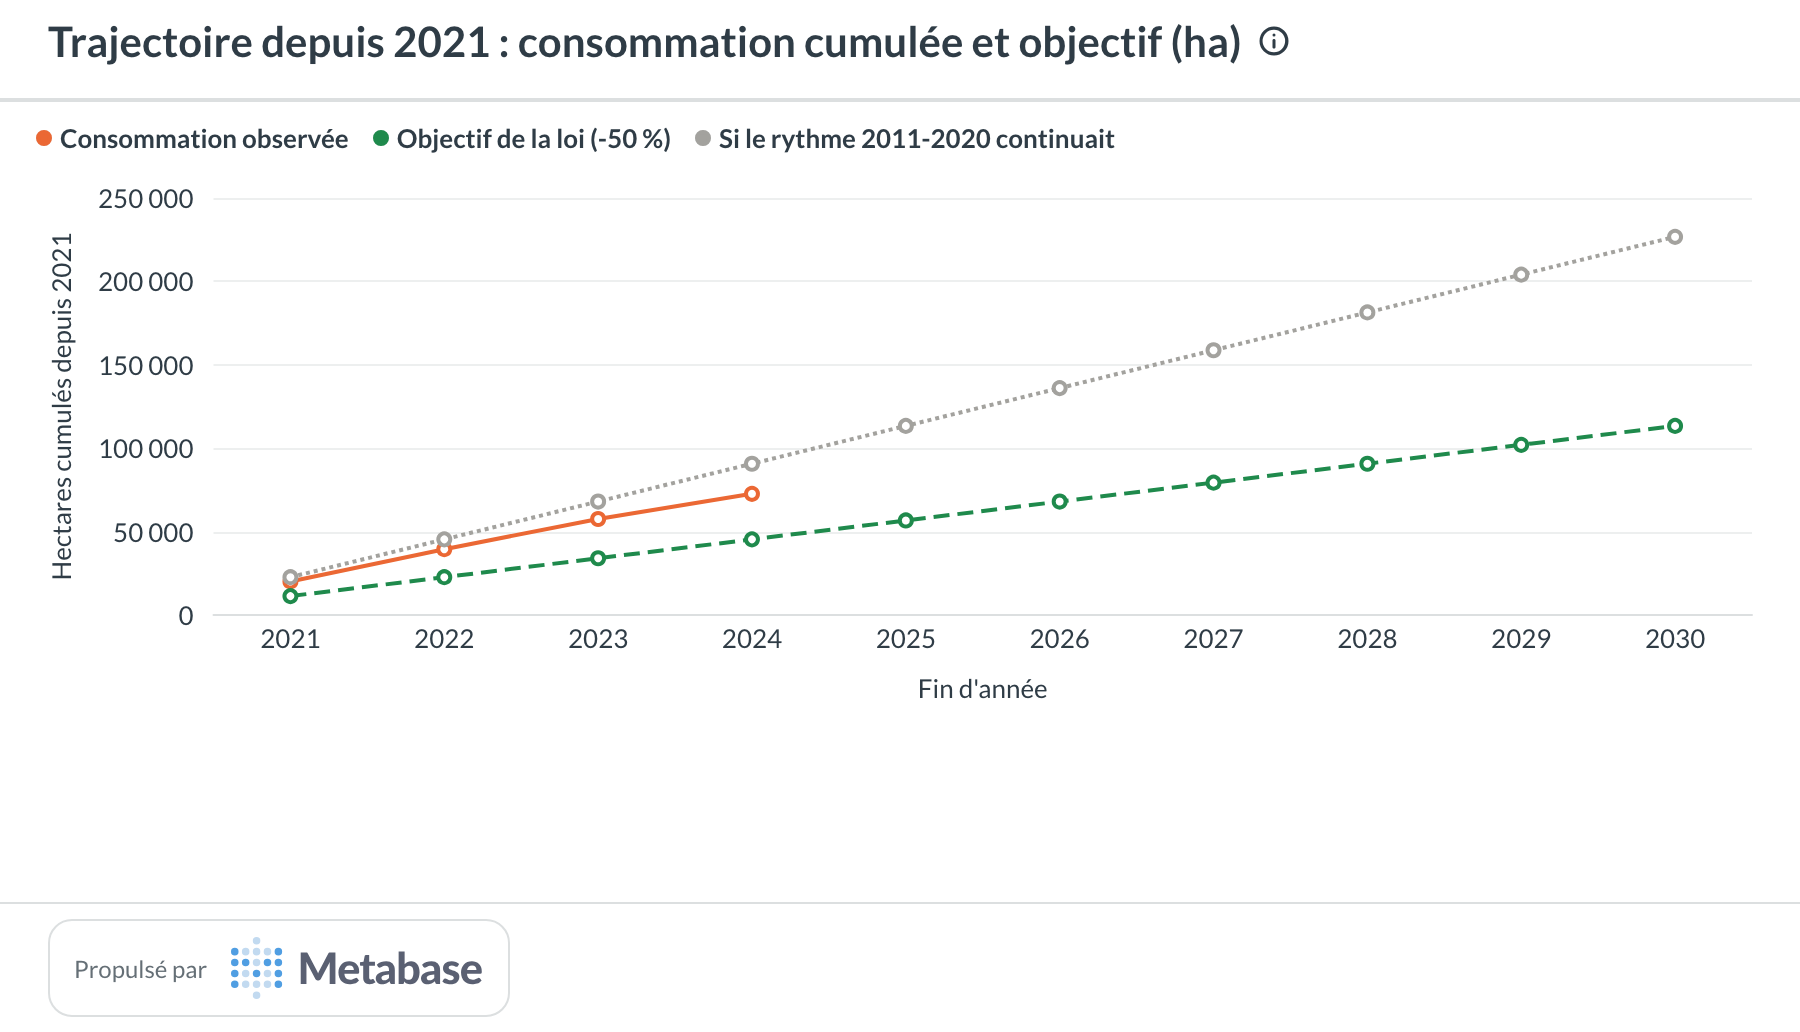 Trajectoire depuis 2021 : consommation cumulée et objectif (ha)
Consommation observée
Objectif de la loi (-50 %)
Si le rythme 2011-2020 continuait
Hectares cumulés depuis 2021
250 000
200 000
150 000
100 000
50 000
0
2021 2022 2023 2024 2025 2026 2027 2028 2029 2030
Fin d'année
Propulsé par Metabase